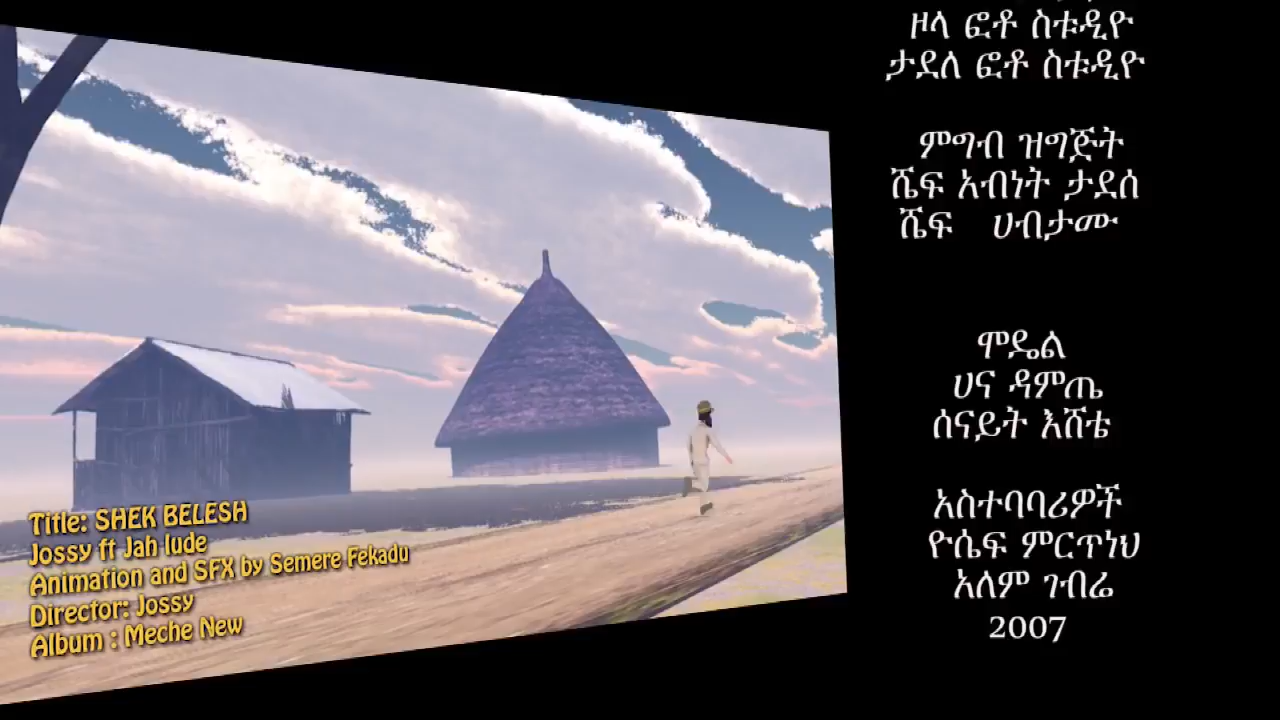 ዞላ ፎቶ ስቱዲዮ
ታደለ ፎቶ ስቱዲዮ
ምግብ ዝግጅት
ሼፍ አብነት ታደሰ
ሼፍ ሀብታሙ
ሞዴል
ሀና ዳምጤ
ሰናይት እሸቴ
አስተባባሪዎች
ዮሴፍ ምርጥነህ
አለም ገብሬ
2007
Title: SHEK BELESH
Jossy ft Jah lude
Animation and SFX by Semere Fekadu
Director: Jossy
Album : Meche New